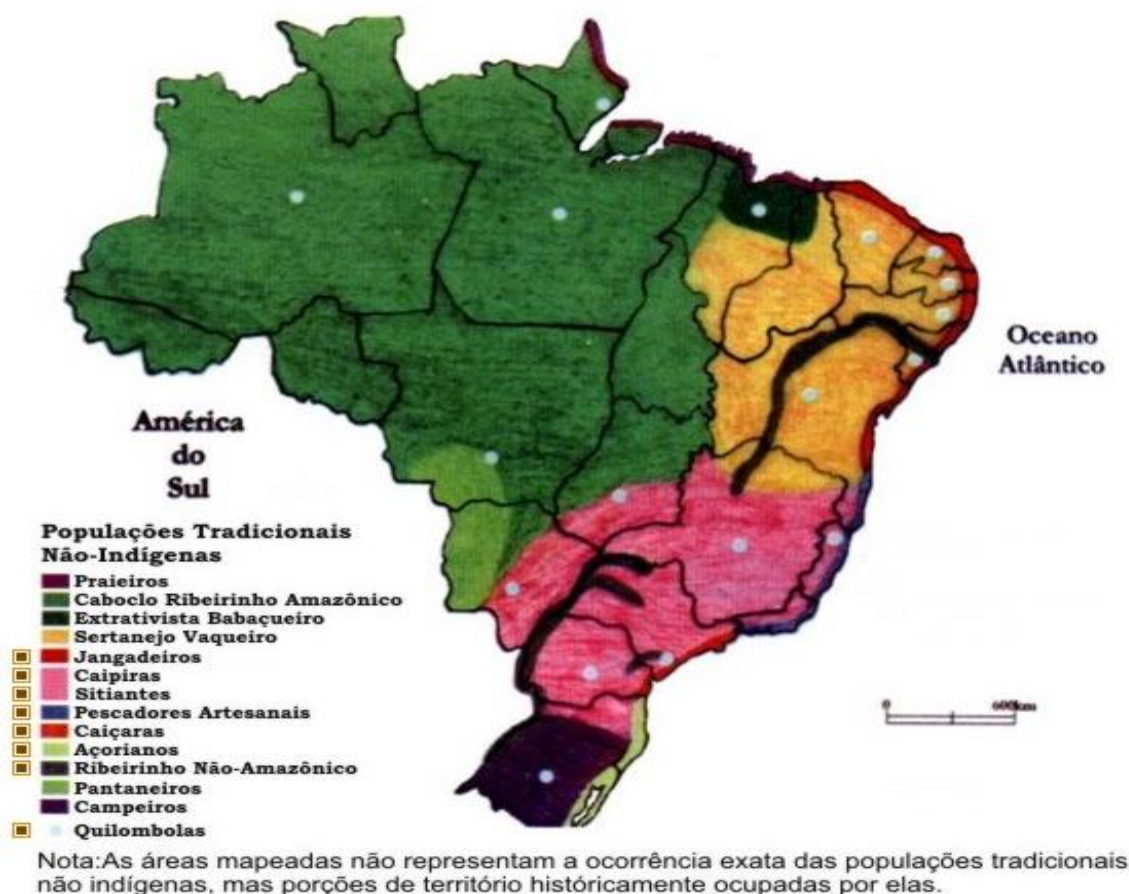 Oceano
Atlântico
América
do
Sul
Populações Tradicionais
Não-Indígenas
Praieiros
Caboclo Ribeirinho Amazônico
Extrativista Babaçueiro
Sertanejo Vaqueiro
Jangadeiros
Caipiras
Sitiantes
Pescadores Artesanais
Caiçaras
Açorianos
Ribeirinho Não-Amazônico
Pantaneiros
Campeiros
Quilombolas
0 600km
Nota:As áreas mapeadas não representam a ocorrência exata das populações tradicionais
não indígenas, mas porções de território históricamente ocupadas por elas.